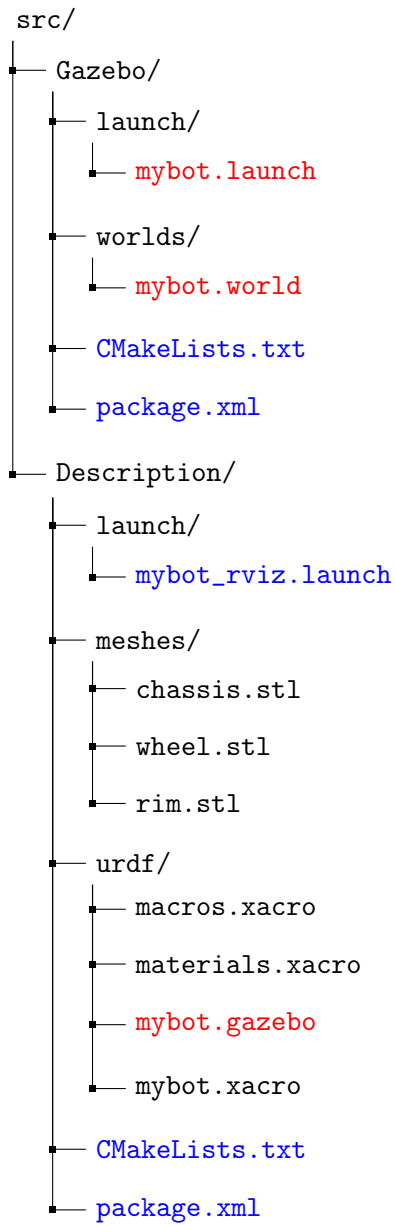 src/
Gazebo/
launch/
mybot.launch
worlds/
mybot.world
CMakeLists.txt
package.xml
Description/
launch/
mybot_rviz.launch
meshes/
chassis.stl
wheel.stl
rim.stl
urdf/
macros.xacro
materials.xacro
mybot.gazebo
mybot.xacro
CMakeLists.txt
package.xml